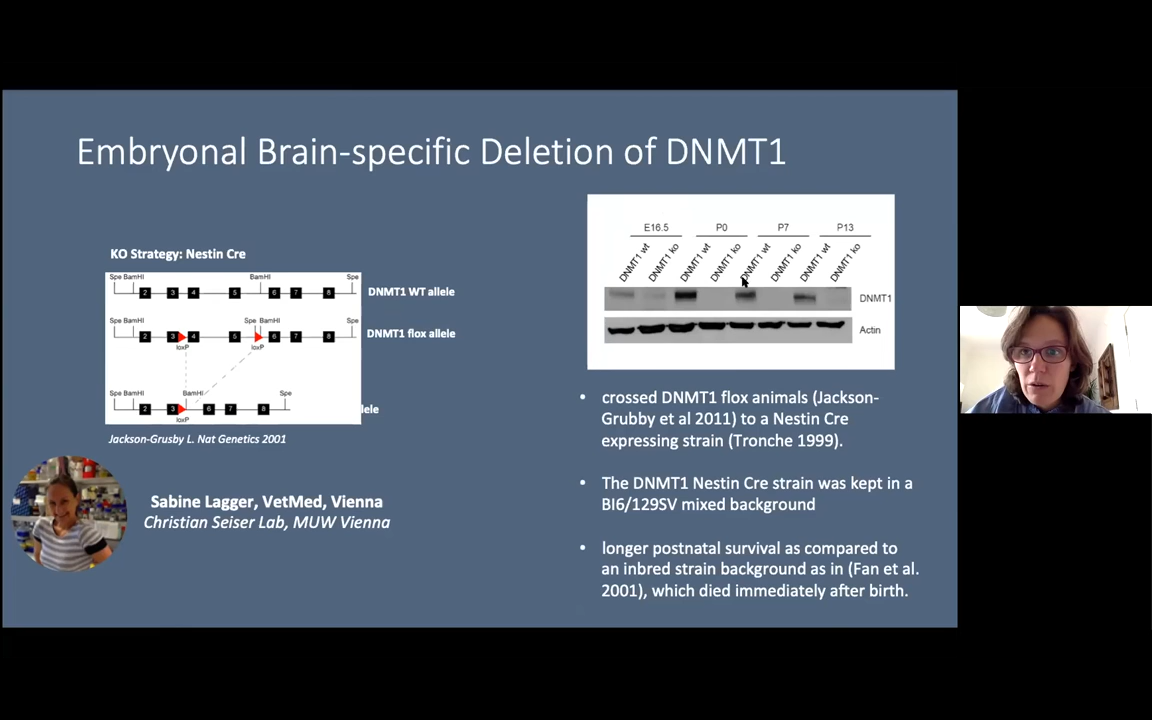 Embryonal Brain-specific Deletion of DNMT1
KO Strategy: Nestin Cre
Spe BamHI BamHI Spe
2 3 4 5 6 7 8 DNMT1 WT allele
Spe BamHI Spe BamHI Spe
2 3 4 5 6 7 8 DNMT1 flox allele
loxP loxP
BamHI Spe
2 3 6 7 8 lele
loxP
Jackson-Grusby L. Nat Genetics 2001
Sabine Lagger, VetMed, Vienna
Christian Seiser Lab, MUW Vienna
E16.5 P0 P7 P13
DNMT1 wt DNMT1 ko DNMT1 wt DNMT1 ko DNMT1 wt DNMT1 ko DNMT1 wt DNMT1 ko
DNMT1
Actin
• crossed DNMT1 flox animals (Jackson-
Grubby et al 2011) to a Nestin Cre
expressing strain (Tronche 1999).
• The DNMT1 Nestin Cre strain was kept in a
Bl6/129SV mixed background
• longer postnatal survival as compared to
an inbred strain background as in (Fan et al.
2001), which died immediately after birth.